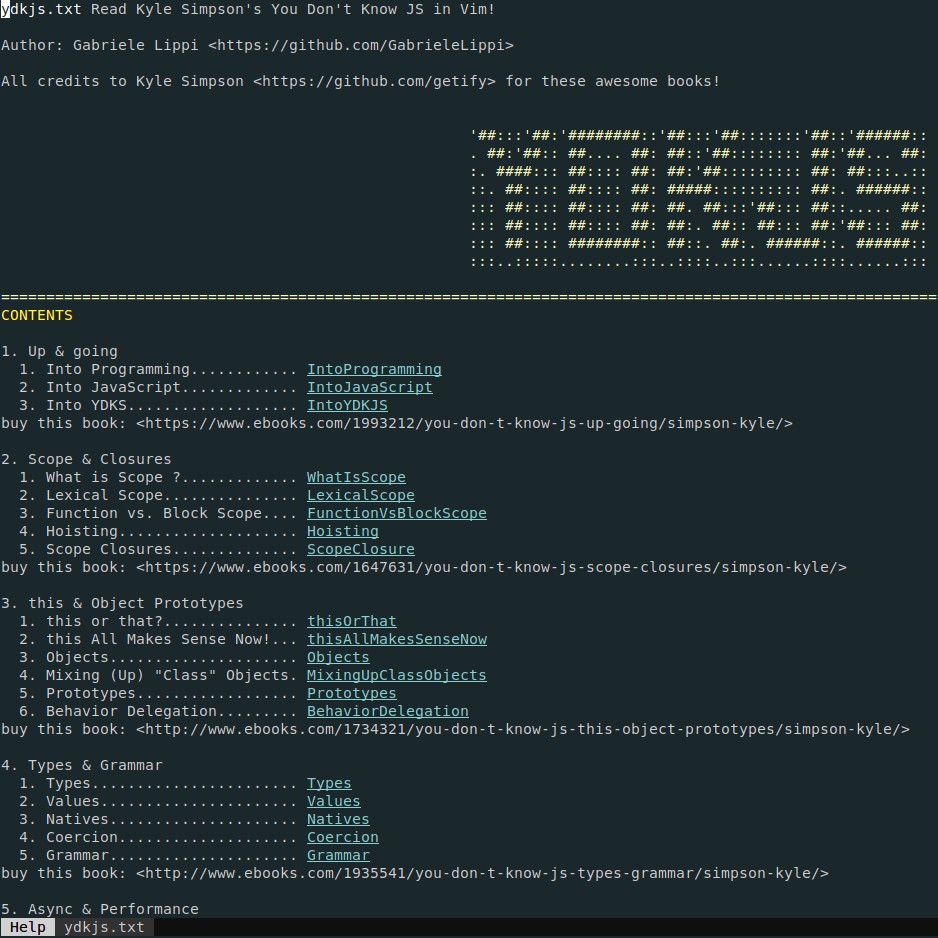 ydkjs.txt Read Kyle Simpson's You Don't Know JS in Vim!
Author: Gabriele Lippi <https://github.com/GabrieleLippi>
All credits to Kyle Simpson <https://github.com/getify> for these awesome books!
'##:::'##:'########::'##:::'##:::::::'##::'######::
. ##:'##:: ##.... ##: ##::'##:::::::: ##:'##... ##:
:. ####::: ##:::: ##: ##:'##::::::::: ##: ##:::..::
::. ##:::: ##:::: ##: #####:::::::::: ##:. ######::
::: ##:::: ##:::: ##: ##. ##:::'##::: ##::..... ##:
::: ##:::: ##:::: ##: ##:. ##:: ##::: ##:'##::: ##:
::: ##:::: ########:: ##::. ##:. ######::. ######::
:::..:::::........:::..::::..:::......::::......:::
========================================================================================================
CONTENTS
1. Up & going
1. Into Programming............ IntoProgramming
2. Into JavaScript............. IntoJavaScript
3. Into YDKS................... IntoYDKJS
buy this book: <https://www.ebooks.com/1993212/you-don-t-know-js-up-going/simpson-kyle/>
2. Scope & Closures
1. What is Scope ?............. WhatIsScope
2. Lexical Scope............... LexicalScope
3. Function vs. Block Scope.... FunctionVsBlockScope
4. Hoisting.................... Hoisting
5. Scope Closures.............. ScopeClosure
buy this book: <https://www.ebooks.com/1647631/you-don-t-know-js-scope-closures/simpson-kyle/>
3. this & Object Prototypes
1. this or that?............... thisOrThat
2. this All Makes Sense Now!... thisAllMakesSenseNow
3. Objects..................... Objects
4. Mixing (Up) "Class" Objects. MixingUpClassObjects
5. Prototypes.................. Prototypes
6. Behavior Delegation......... BehaviorDelegation
buy this book: <http://www.ebooks.com/1734321/you-don-t-know-js-this-object-prototypes/simpson-kyle/>
4. Types & Grammar
1. Types....................... Types
2. Values...................... Values
3. Natives..................... Natives
4. Coercion.................... Coercion
5. Grammar..................... Grammar
buy this book: <http://www.ebooks.com/1935541/you-don-t-know-js-types-grammar/simpson-kyle/>
5. Async & Performance
Help ydkjs.txt